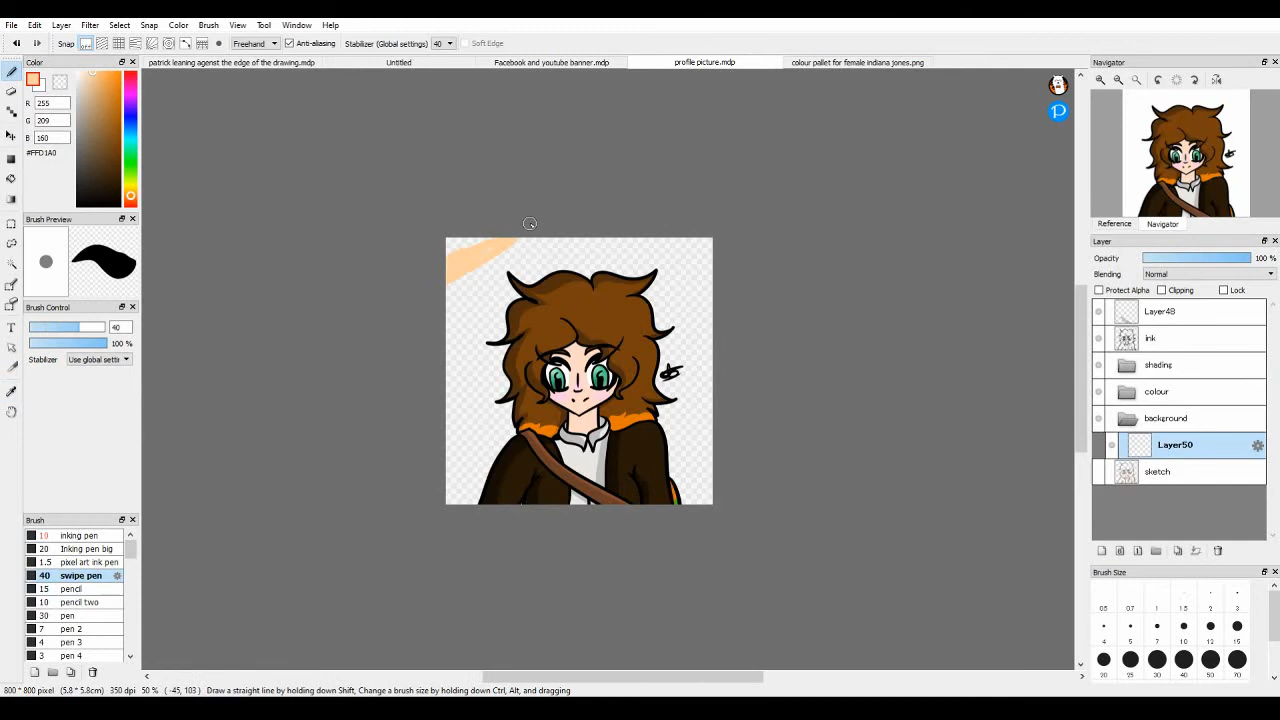 File Edit Layer Filter Select Snap Color Brush View Tool Window Help
Snap Freehand Anti-aliasing Stabilizer (Global settings) 40 Soft Edge
patrick leaning agenst the edge of the drawing.mdp Untitled Facebook and youtube banner.mdp profile picture.mdp colour pallet for female indiana jones.png
Color
R 255
G 209
B 160
#FFD1A0
Brush Preview
Brush Control
40
100 %
Stabilizer Use global setti
Brush
10 inking pen
20 Inking pen big
1.5 pixel art ink pen
40 swipe pen
15 pencil
10 pencil two
30 pen
7 pen 2
4 pen 3
3 pen 4
Navigator
Reference Navigator
Layer
Opacity 100 %
Blending Normal
Protect Alpha Clipping Lock
Layer48
ink
shading
colour
background
Layer50
sketch
Brush Size
0.5 0.7 1 1.5 2 3
4 5 7 10 12 15
20 25 30 40 50 70
800 * 800 pixel (5.8 * 5.8cm) 350 dpi 50 % (-45, 103) Draw a straight line by holding down Shift, Change a brush size by holding down Ctrl, Alt, and dragging